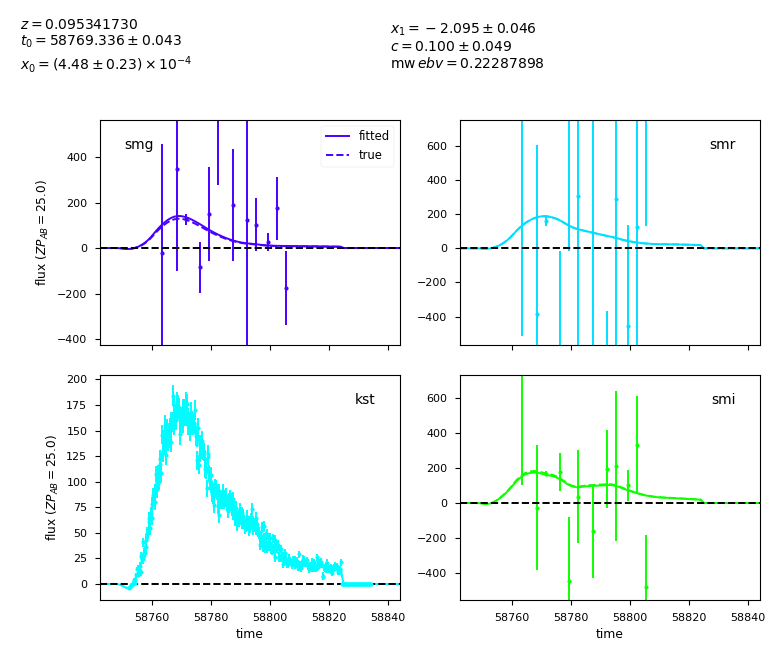 z = 0.095341730
t₀ = 58769.336 ± 0.043
x₀ = (4.48 ± 0.23) × 10⁻⁴
x₁ = −2.095 ± 0.046
c = 0.100 ± 0.049
mw ebv = 0.22287898
smg
fitted
true
400
200
0
−200
−400
flux (ZP_AB = 25.0)
smr
600
400
200
0
−200
−400
kst
200
175
150
125
100
75
50
25
0
flux (ZP_AB = 25.0)
58760 58780 58800 58820 58840
time
smi
600
400
200
0
−200
−400
58760 58780 58800 58820 58840
time